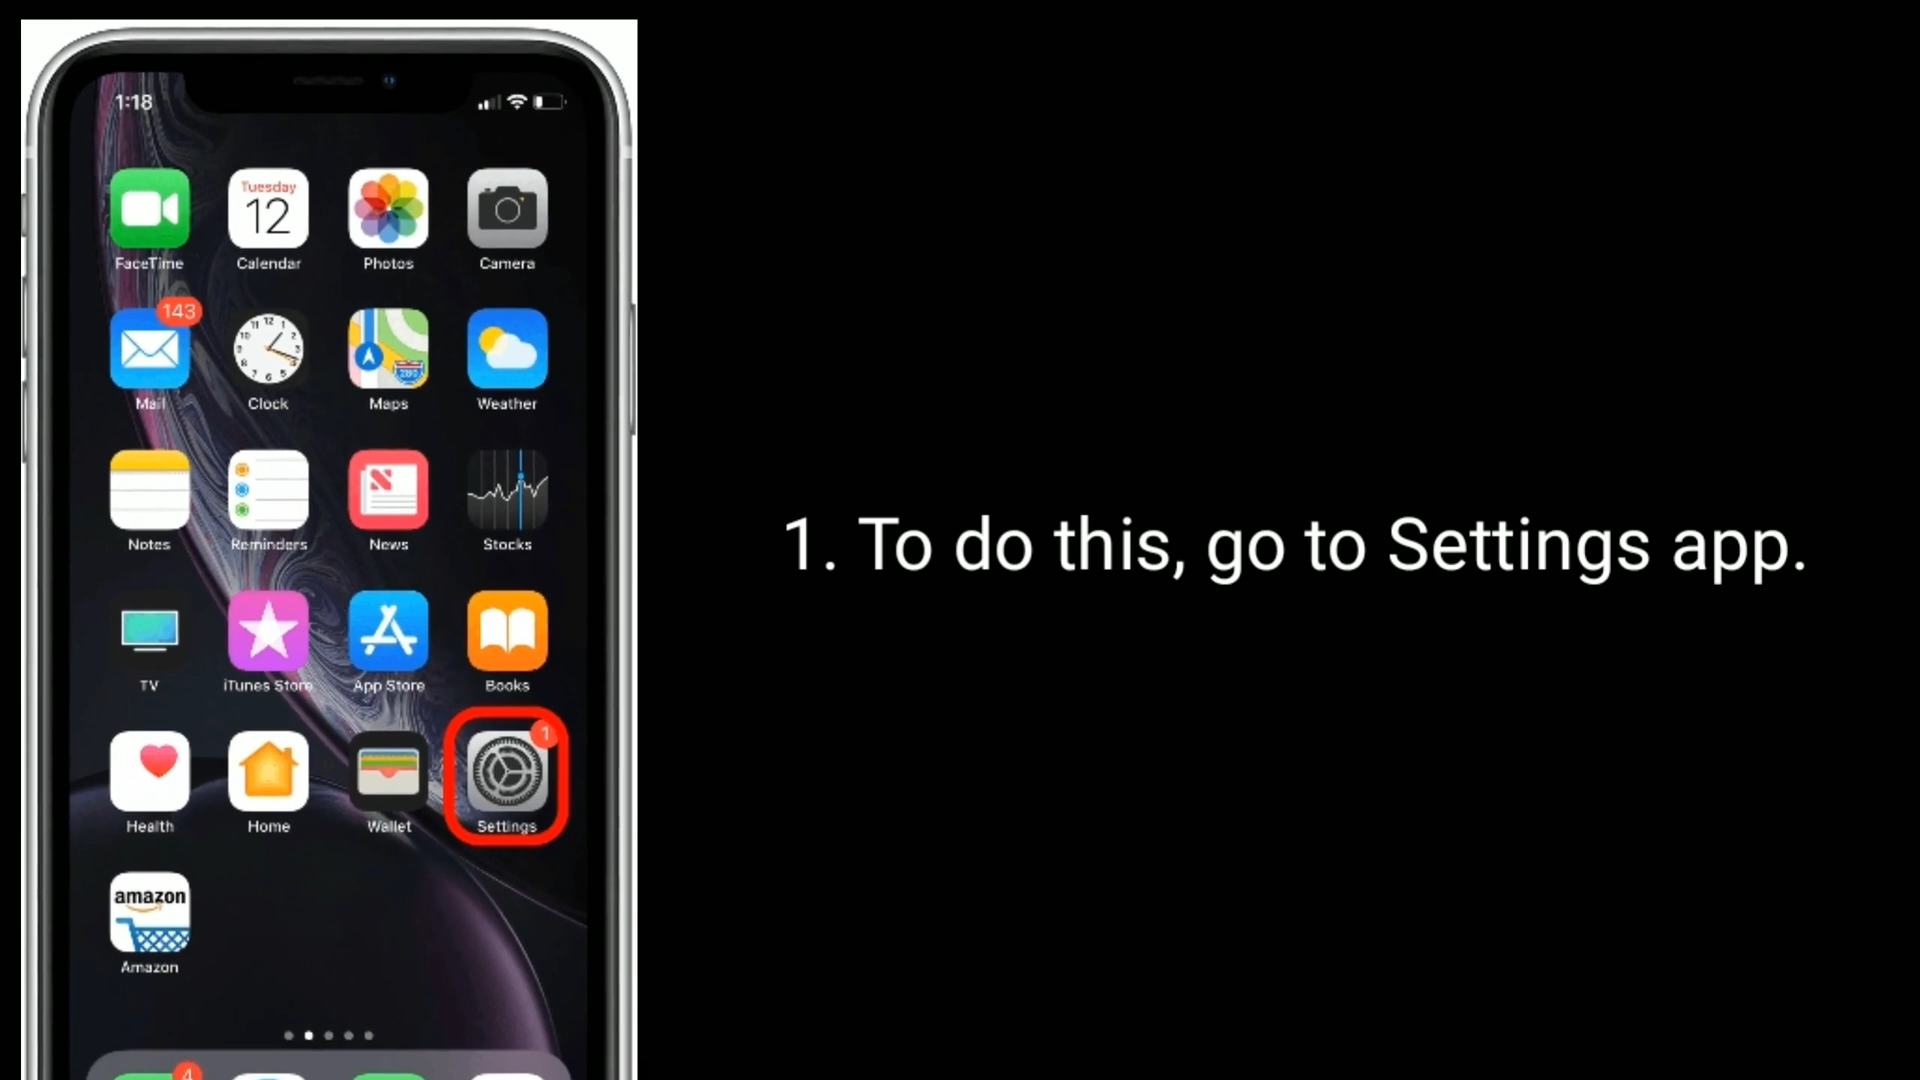 1:18
Tuesday
12
FaceTime
Calendar
Photos
Camera
143
Mail
Clock
Maps
Weather
280
Notes
Reminders
News
Stocks
TV
iTunes Store
App Store
Books
1
Health
Home
Wallet
Settings
amazon
Amazon
4
1. To do this, go to Settings app.